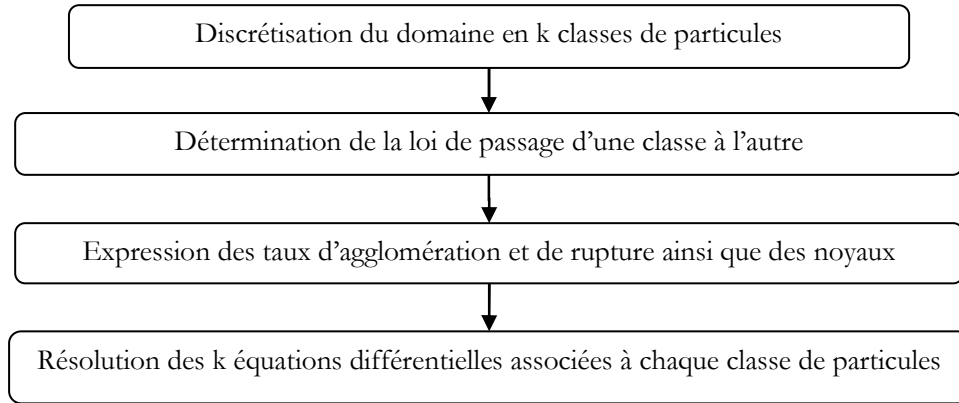 Discrétisation du domaine en k classes de particules
Détermination de la loi de passage d’une classe à l’autre
Expression des taux d’agglomération et de rupture ainsi que des noyaux
Résolution des k équations différentielles associées à chaque classe de particules